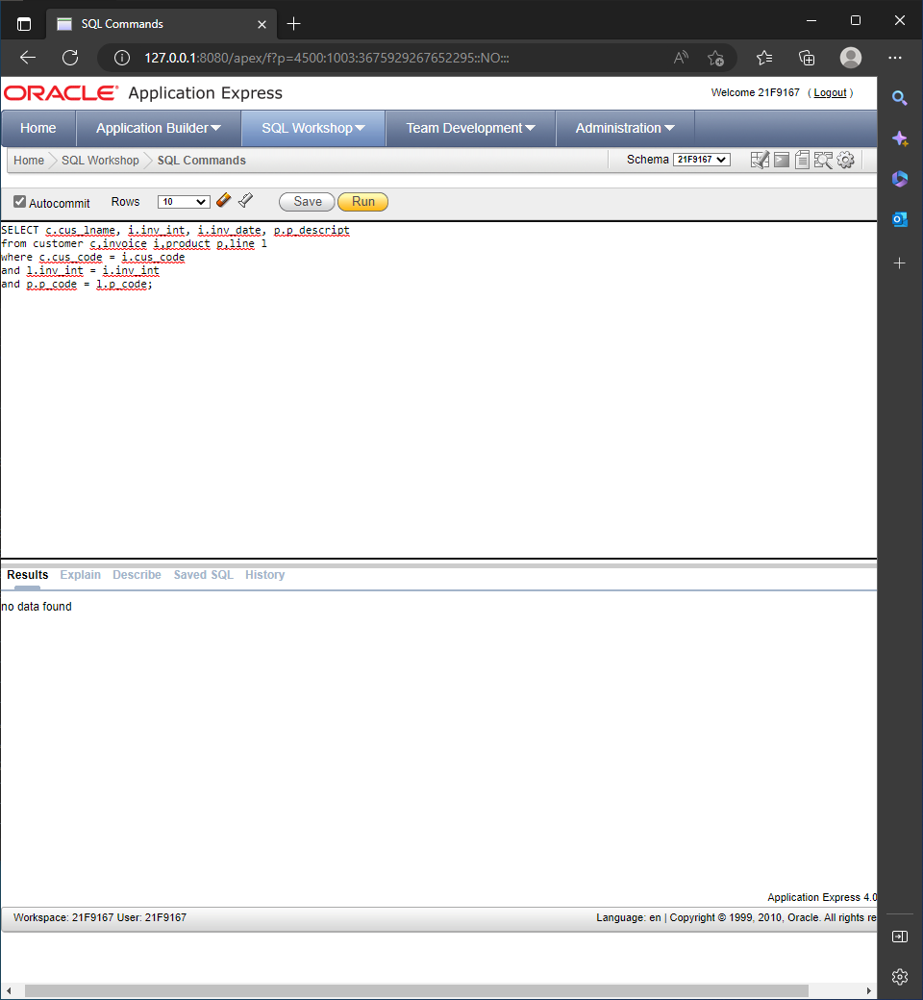 SQL Commands
127.0.0.1:8080/apex/f?p=4500:1003:3675929267652295::NO:::
ORACLE Application Express
Welcome 21F9167 ( Logout )
Home Application Builder SQL Workshop Team Development Administration
Home SQL Workshop SQL Commands Schema 21F9167
Autocommit Rows 10 Save Run
SELECT c.cus_lname, i.inv_int, i.inv_date, p.p_descript
from customer c,invoice i,product p,line l
where c.cus_code = i.cus_code
and l.inv_int = i.inv_int
and p.p_code = l.p_code;
Results Explain Describe Saved SQL History
no data found
Application Express 4.0
Workspace: 21F9167 User: 21F9167 Language: en | Copyright © 1999, 2010, Oracle. All rights re